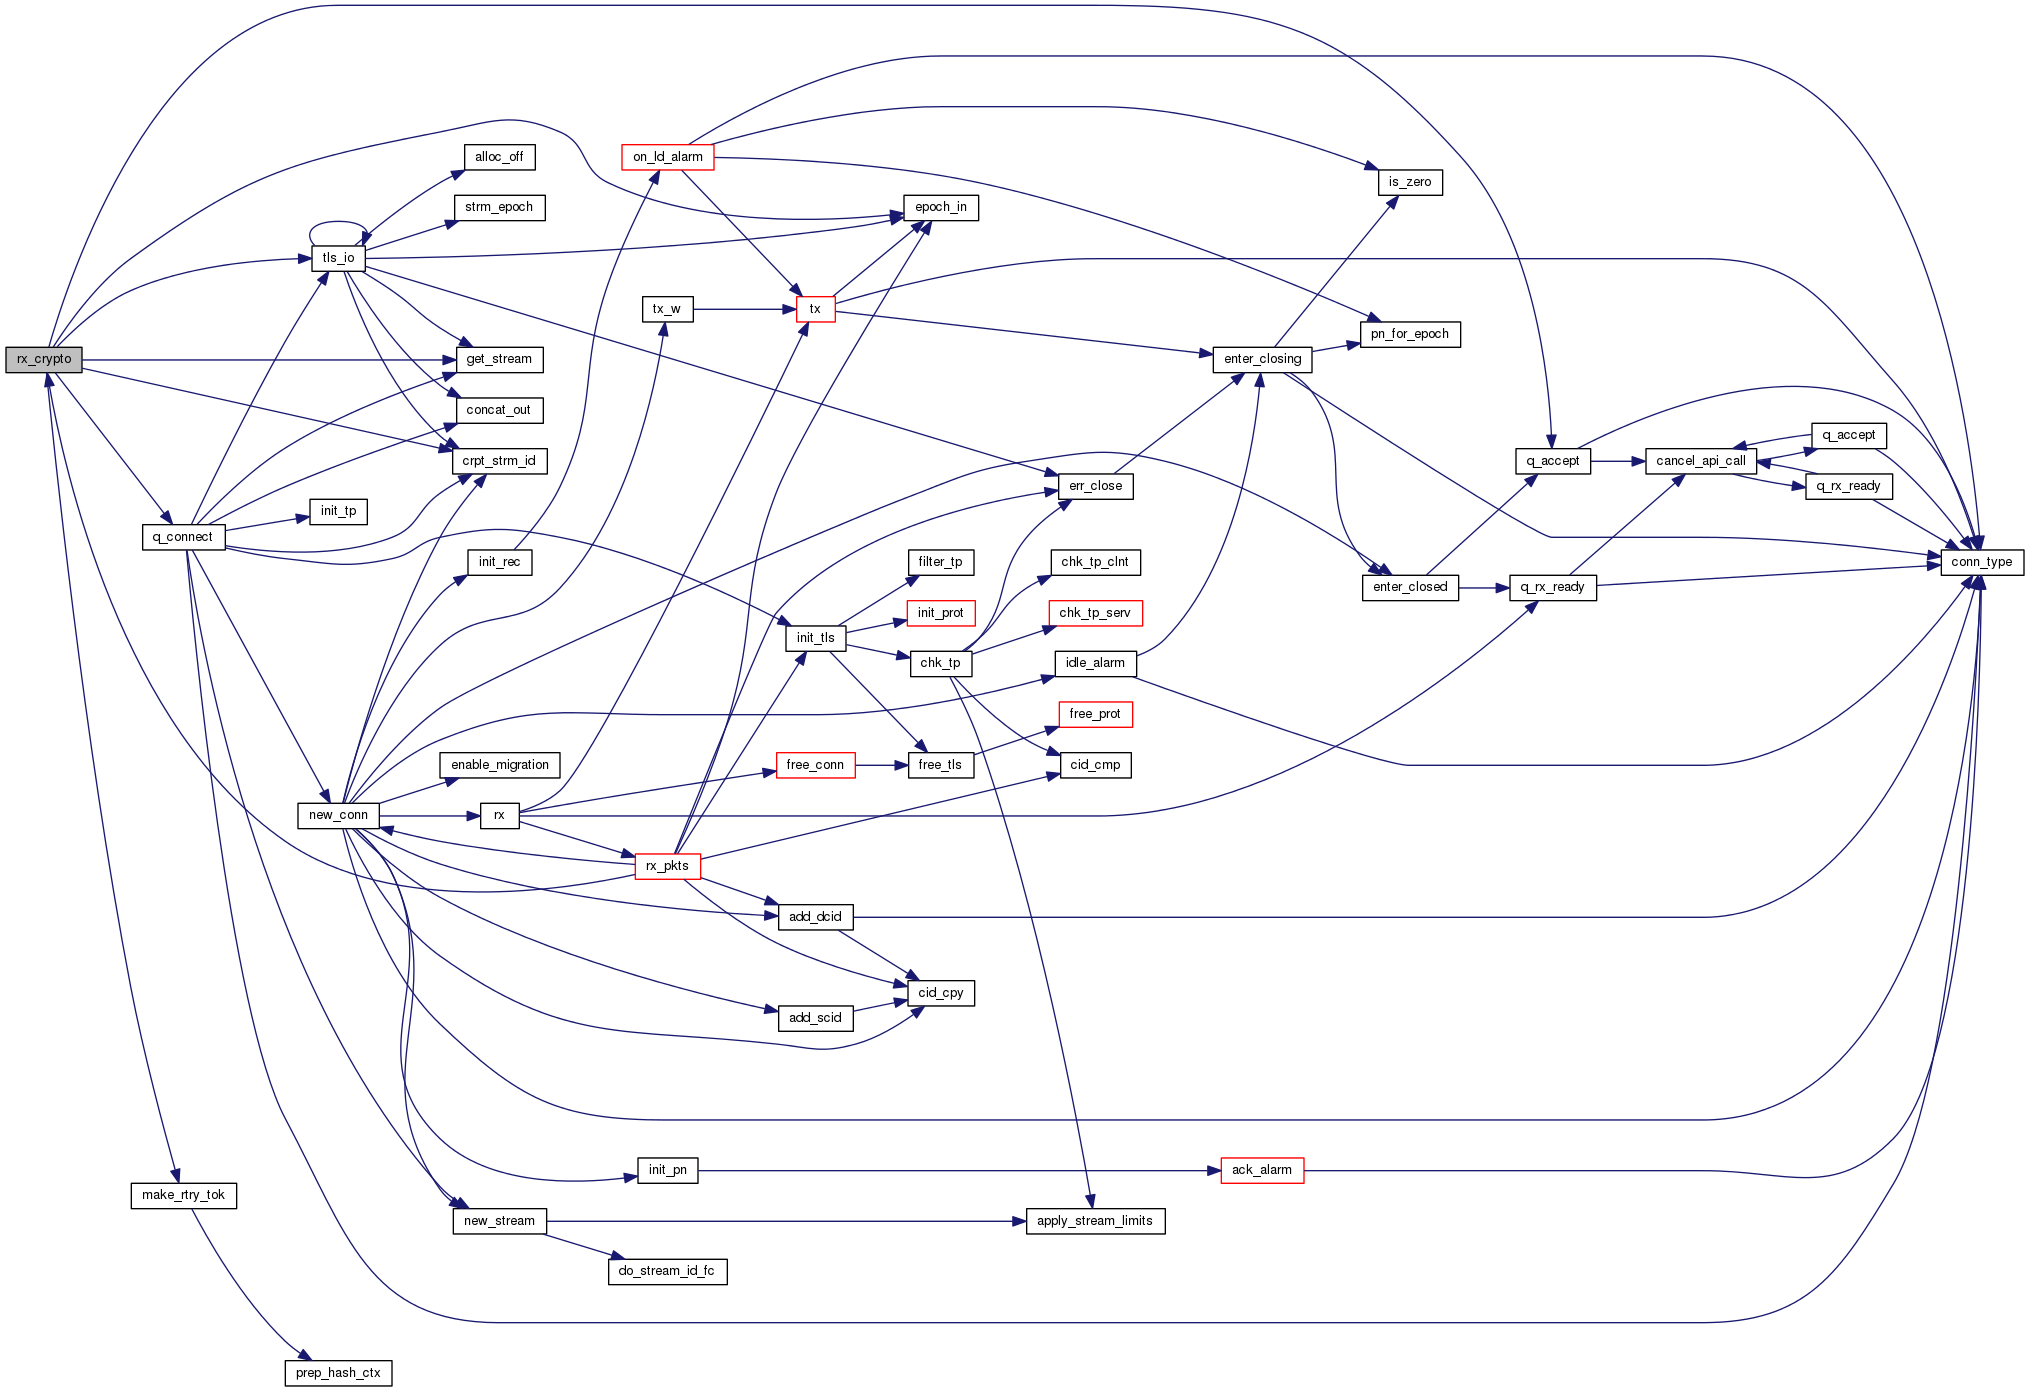 rx_crypto
q_connect
make_rtry_tok
tls_io
init_tp
new_conn
prep_hash_ctx
alloc_off
strm_epoch
get_stream
concat_out
crpt_strm_id
init_rec
enable_migration
rx
new_stream
on_ld_alarm
tx_w
rx_pkts
init_pn
do_stream_id_fc
tx
init_tls
free_conn
add_dcid
add_scid
epoch_in
filter_tp
init_prot
chk_tp
free_tls
cid_cpy
err_close
chk_tp_clnt
chk_tp_serv
idle_alarm
free_prot
cid_cmp
apply_stream_limits
enter_closing
ack_alarm
is_zero
pn_for_epoch
enter_closed
q_accept
q_rx_ready
cancel_api_call
q_accept
q_rx_ready
conn_type